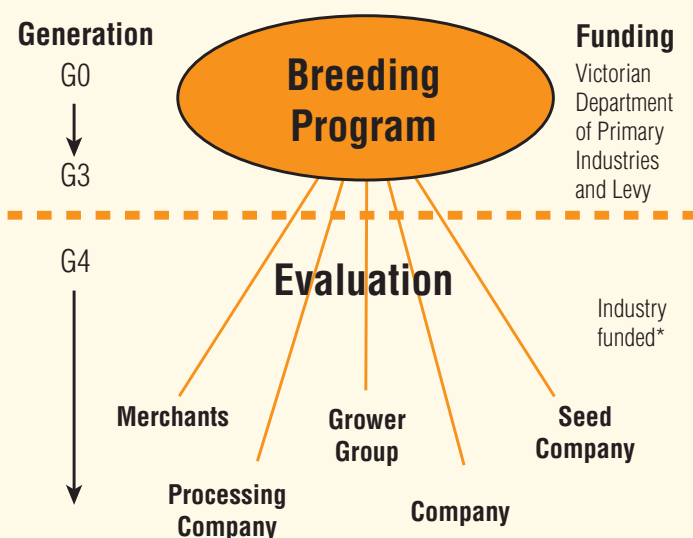 Generation
G0
G3
Breeding
Program
Funding
Victorian
Department
of Primary
Industries
and Levy
G4
Evaluation
Industry
funded*
Merchants
Processing
Company
Grower
Group
Company
Seed
Company